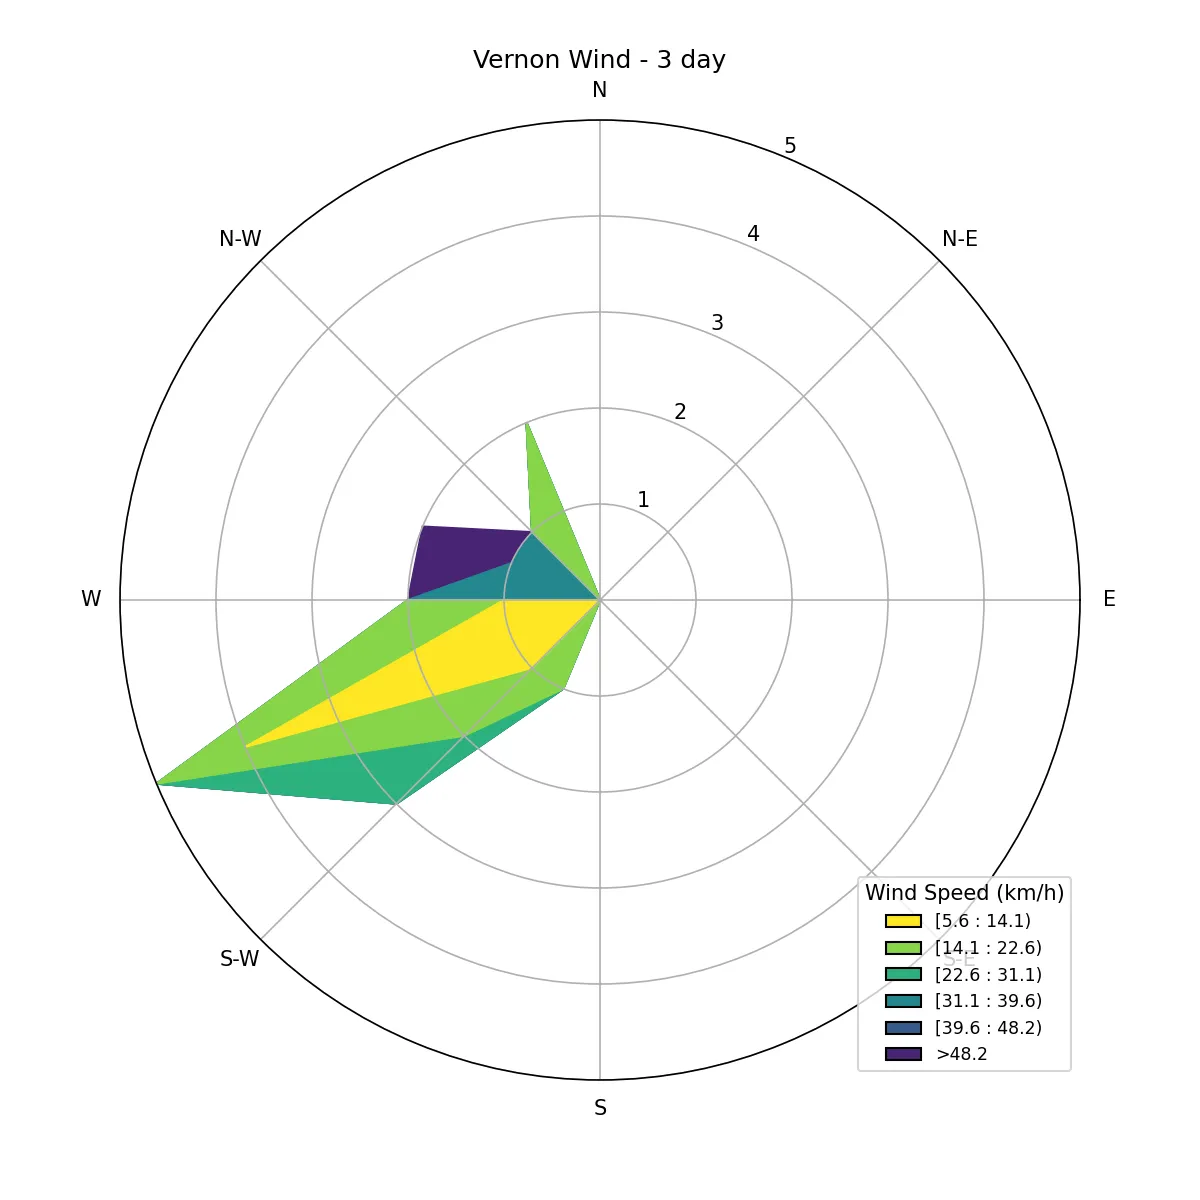 Vernon Wind - 3 day
N
5
N-W
N-E
4
3
2
1
W
E
S-W
S-E
S
Wind Speed (km/h)
[5.6 : 14.1)
[14.1 : 22.6)
[22.6 : 31.1)
[31.1 : 39.6)
[39.6 : 48.2)
>48.2